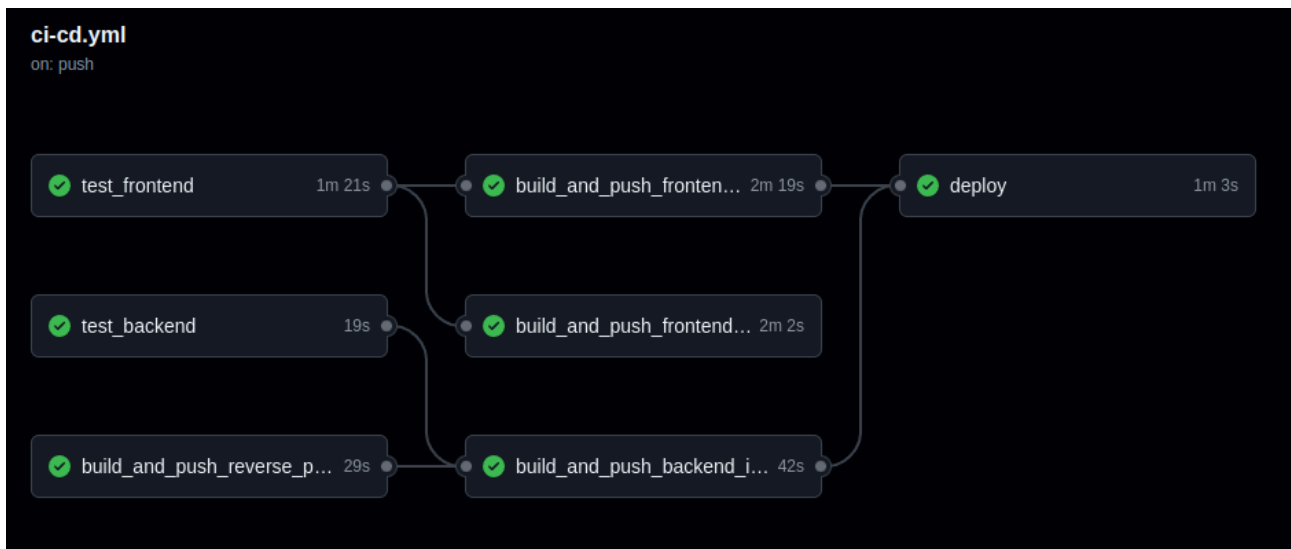 ci-cd.yml
on: push
test_frontend 1m 21s
build_and_push_fronten... 2m 19s
deploy 1m 3s
test_backend 19s
build_and_push_frontend... 2m 2s
build_and_push_reverse_p... 29s
build_and_push_backend_i... 42s